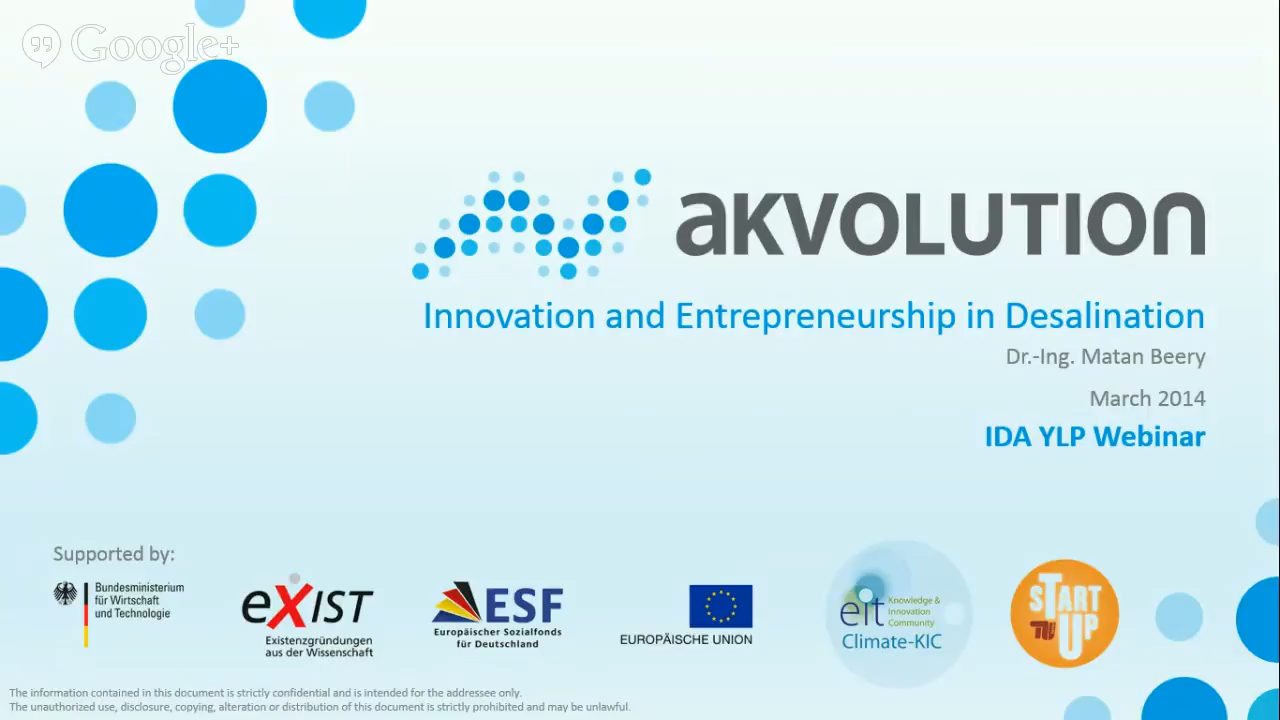 Google+
aKVOLUTION
Innovation and Entrepreneurship in Desalination
Dr.-Ing. Matan Beery
March 2014
IDA YLP Webinar
Supported by:
Bundesministerium
für Wirtschaft
und Technologie
eXIST
Existenzgründungen
aus der Wissenschaft
ESF
Europäischer Sozialfonds
für Deutschland
EUROPÄISCHE UNION
eit
Knowledge &
Innovation
Community
Climate-KIC
START
TU UP
The information contained in this document is strictly confidential and is intended for the addressee only.
The unauthorized use, disclosure, copying, alteration or distribution of this document is strictly prohibited and may be unlawful.